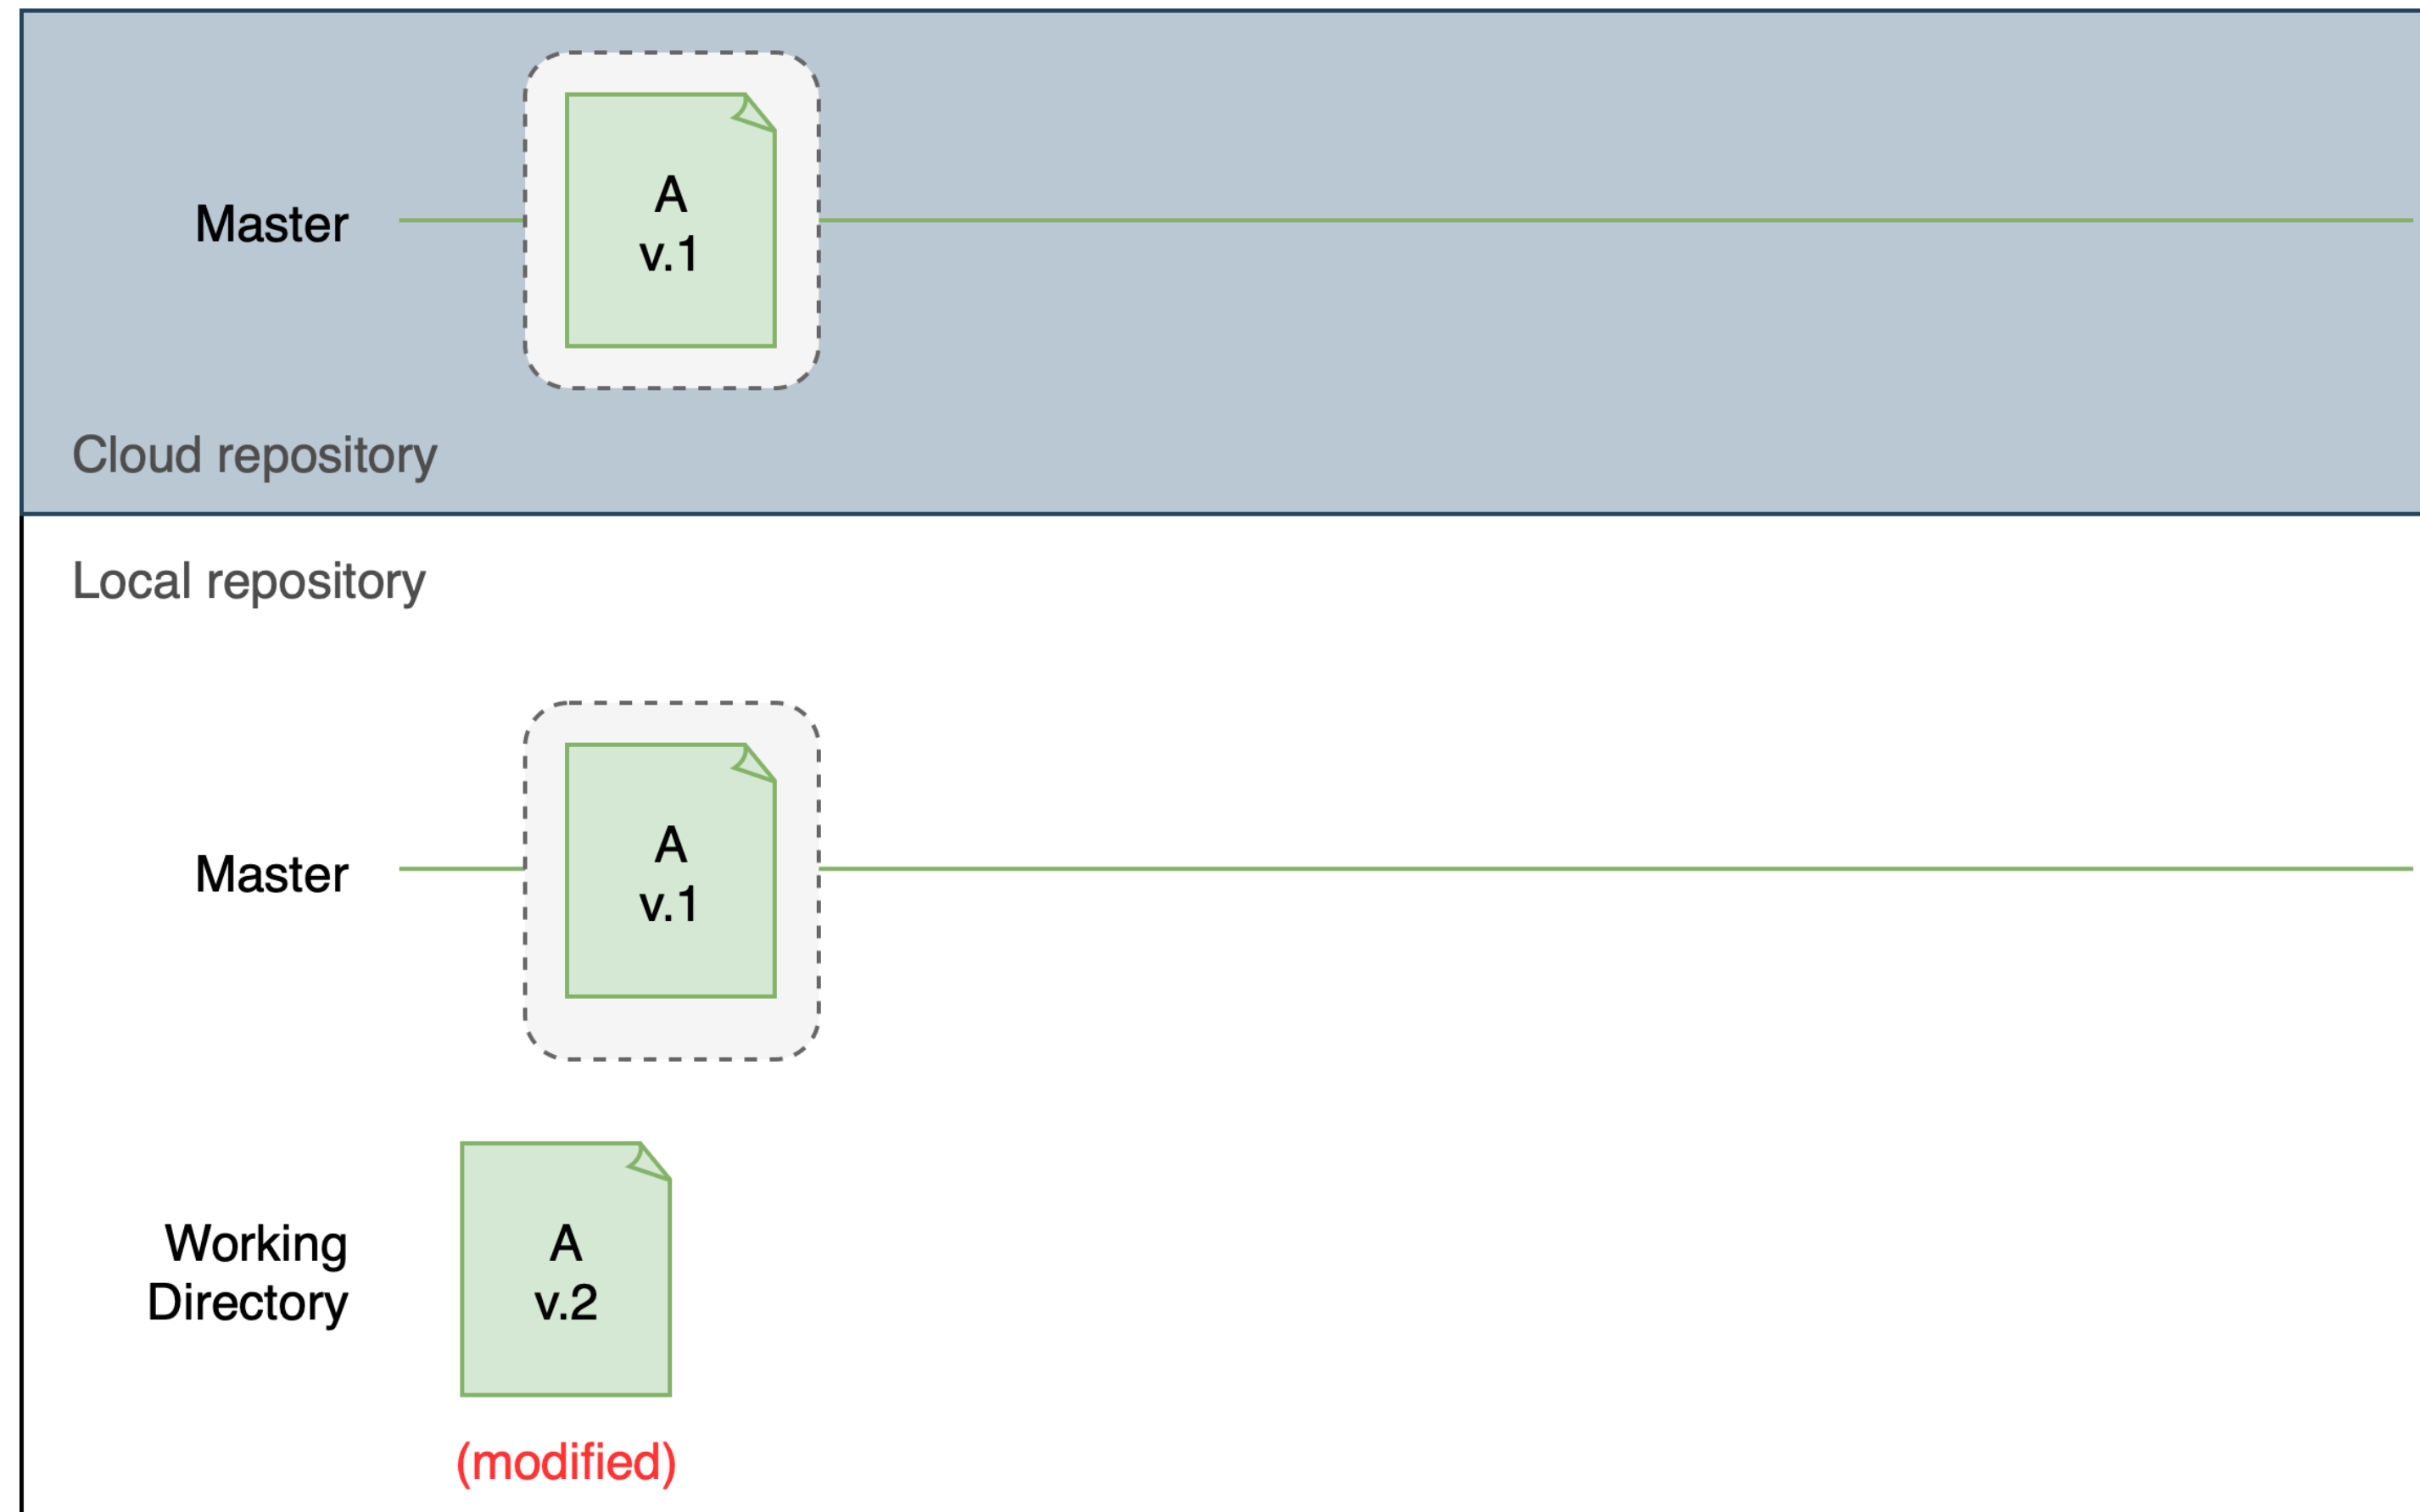 A
v.1
Master
Cloud repository
Local repository
A
v.1
Master
A
v.2
Working
Directory
(modified)